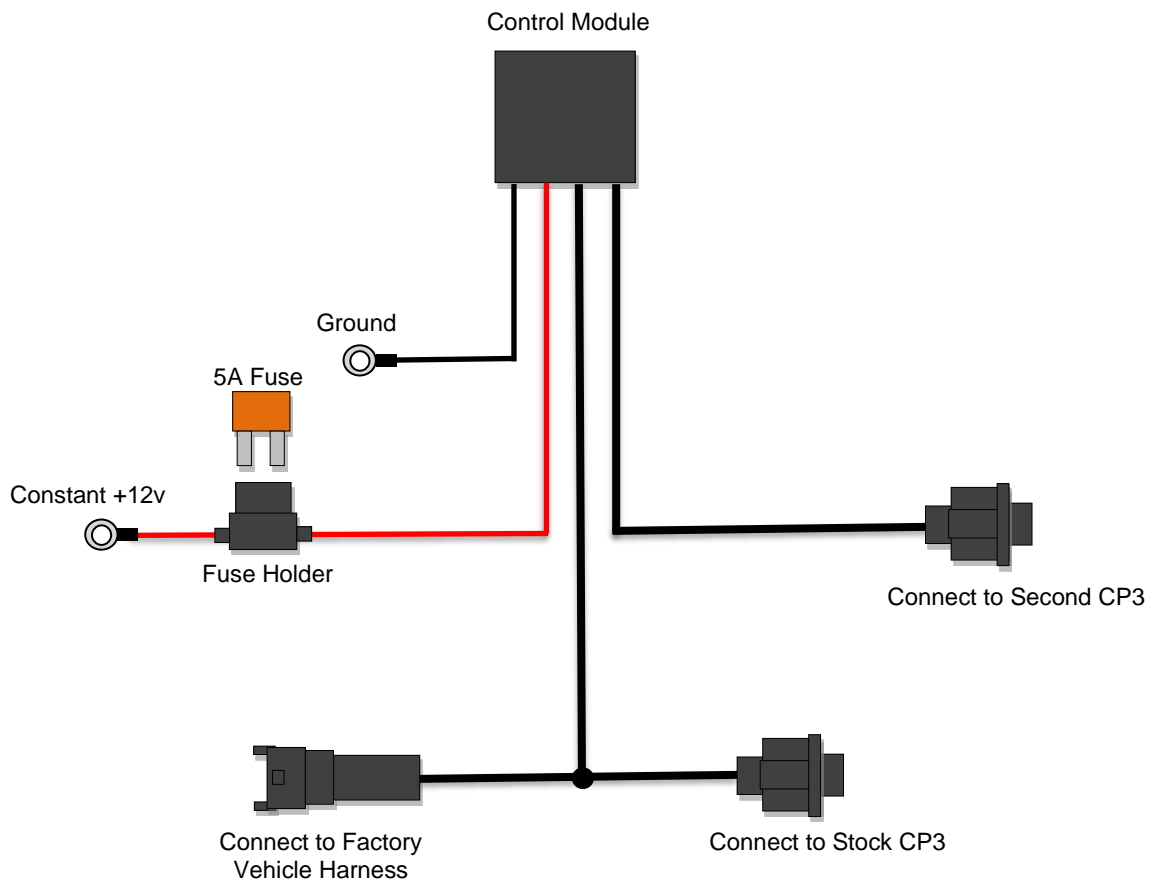 Control Module
Ground
5A Fuse
Constant +12v
Fuse Holder
Connect to Second CP3
Connect to Factory
Vehicle Harness
Connect to Stock CP3